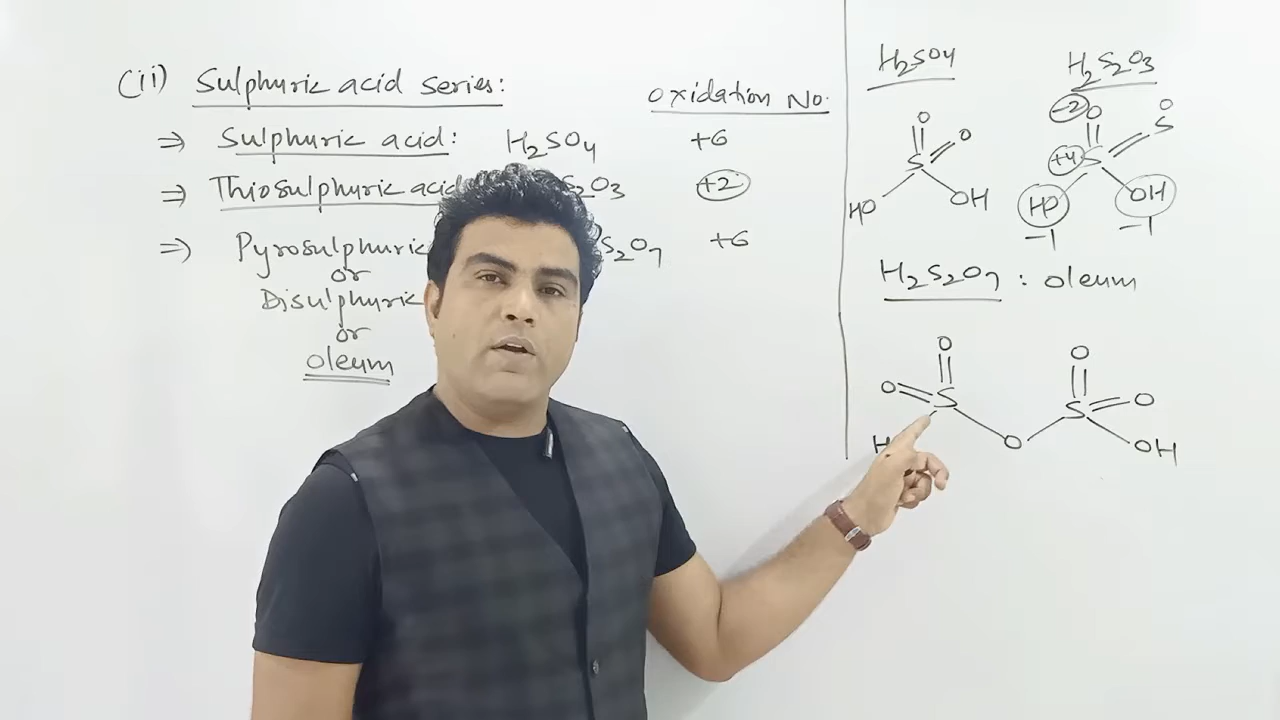 (ii) Sulphuric acid series:
Oxidation No.
⇒ Sulphuric acid: H₂SO₄ +6
⇒ Thiosulphuric acid S₂O₃ +2
⇒ Pyrosulphuric S₂O₇ +6
or
Disulphuric
or
oleum
H₂SO₄
O
S O
HO OH
H₂S₂O₃
-2 O O
+4 S S
HO OH
-1 -1
H₂S₂O₇ : oleum
O O
O S S O
H O OH